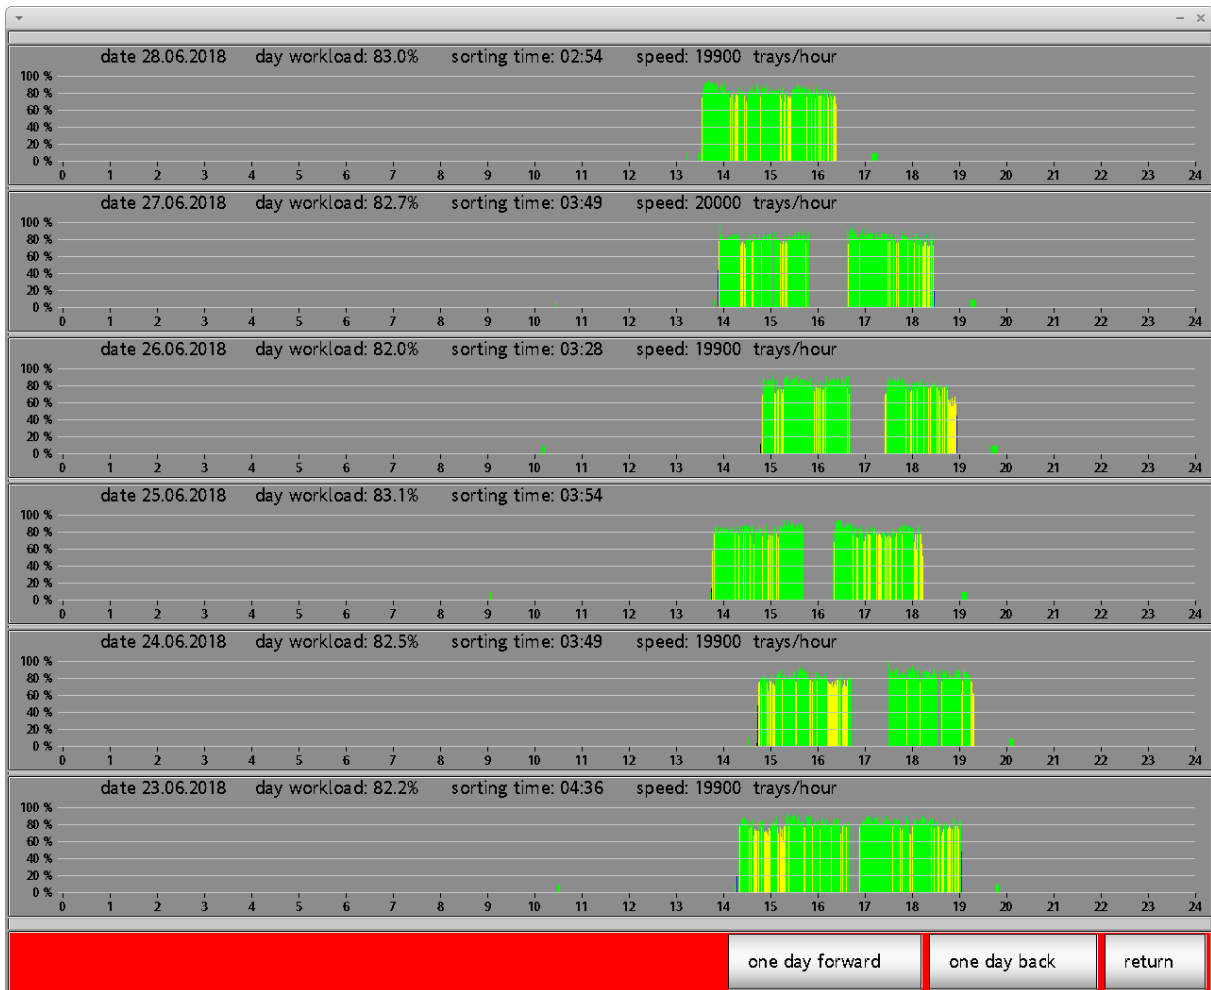 date 28.06.2018 day workload: 83.0% sorting time: 02:54 speed: 19900 trays/hour
100 %
80 %
60 %
40 %
20 %
0 %
0 1 2 3 4 5 6 7 8 9 10 11 12 13 14 15 16 17 18 19 20 21 22 23 24
date 27.06.2018 day workload: 82.7% sorting time: 03:49 speed: 20000 trays/hour
100 %
80 %
60 %
40 %
20 %
0 %
0 1 2 3 4 5 6 7 8 9 10 11 12 13 14 15 16 17 18 19 20 21 22 23 24
date 26.06.2018 day workload: 82.0% sorting time: 03:28 speed: 19900 trays/hour
100 %
80 %
60 %
40 %
20 %
0 %
0 1 2 3 4 5 6 7 8 9 10 11 12 13 14 15 16 17 18 19 20 21 22 23 24
date 25.06.2018 day workload: 83.1% sorting time: 03:54
100 %
80 %
60 %
40 %
20 %
0 %
0 1 2 3 4 5 6 7 8 9 10 11 12 13 14 15 16 17 18 19 20 21 22 23 24
date 24.06.2018 day workload: 82.5% sorting time: 03:49 speed: 19900 trays/hour
100 %
80 %
60 %
40 %
20 %
0 %
0 1 2 3 4 5 6 7 8 9 10 11 12 13 14 15 16 17 18 19 20 21 22 23 24
date 23.06.2018 day workload: 82.2% sorting time: 04:36 speed: 19900 trays/hour
100 %
80 %
60 %
40 %
20 %
0 %
0 1 2 3 4 5 6 7 8 9 10 11 12 13 14 15 16 17 18 19 20 21 22 23 24
one day forward one day back return